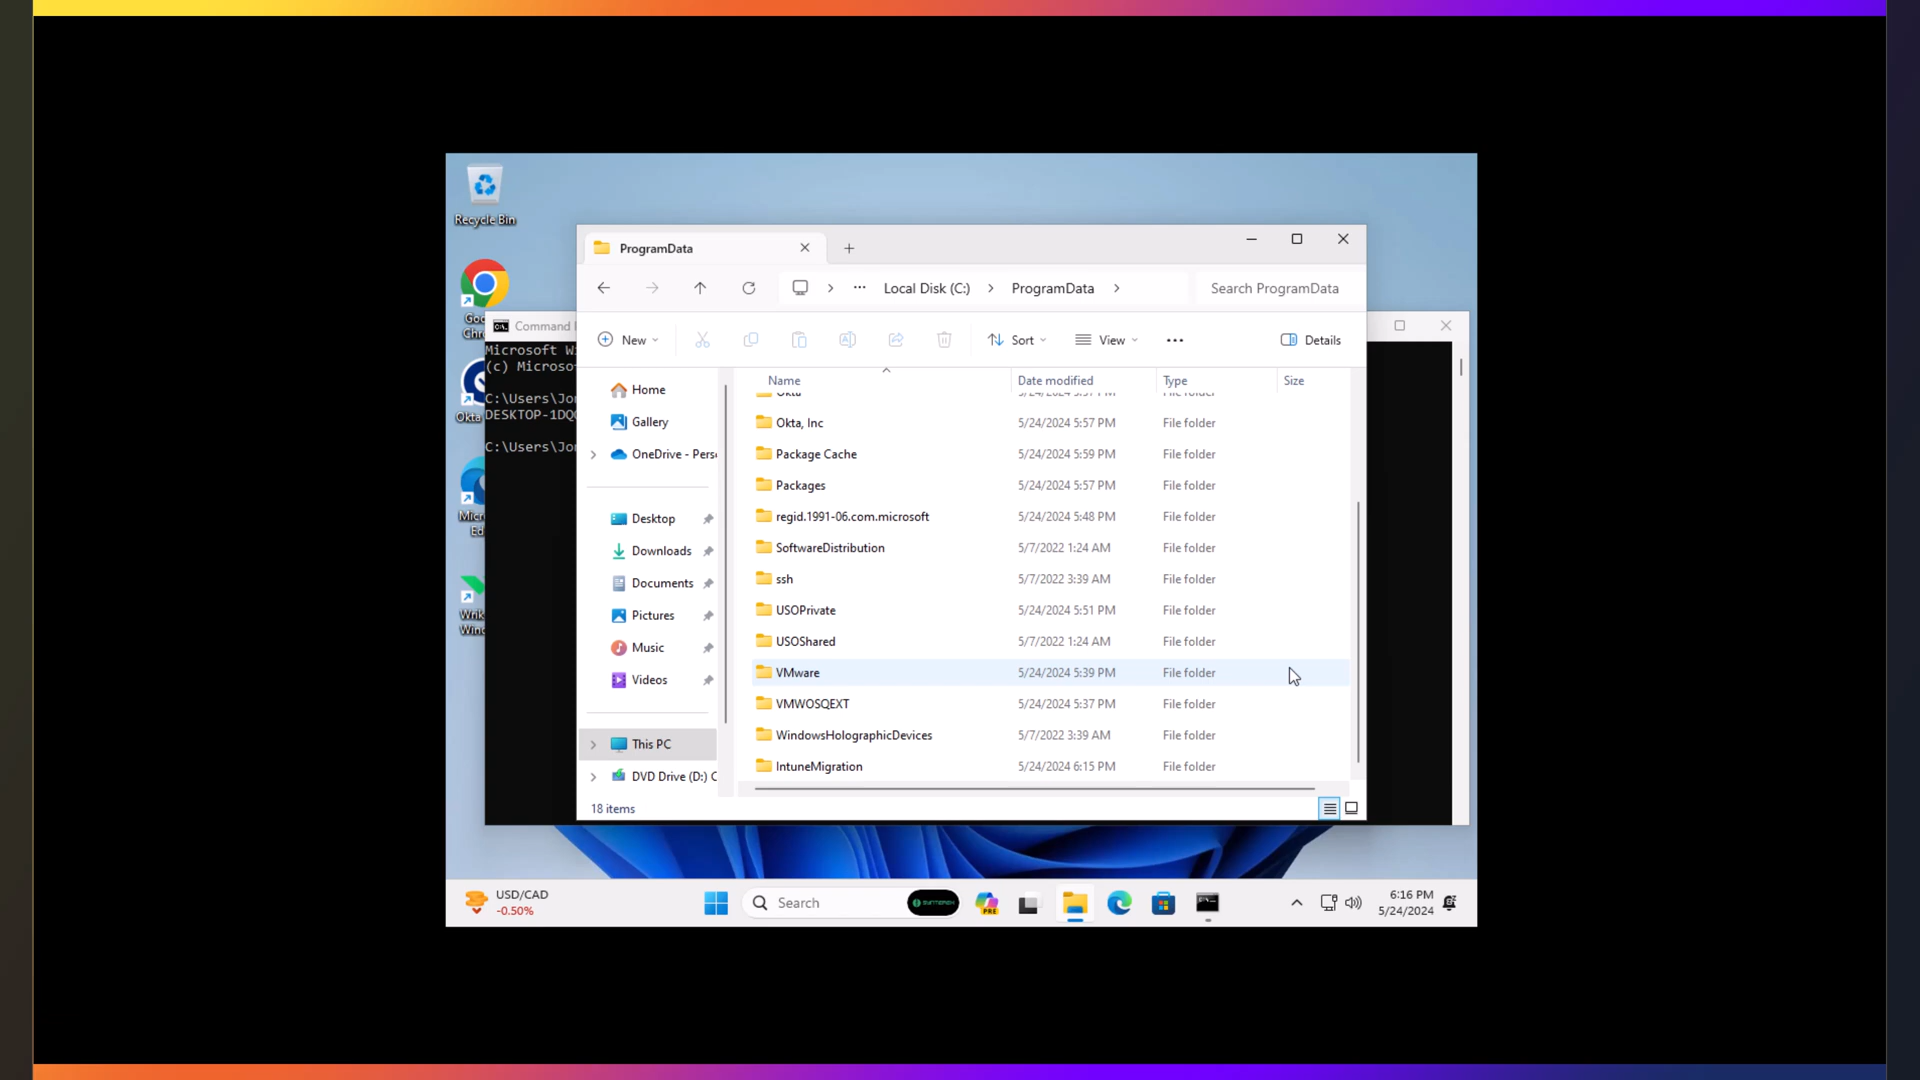 Recycle Bin
ProgramData
Local Disk (C:)
ProgramData
Search ProgramData
Command
New
Sort
View
Details
Microsoft
(c)
DESKTOP-1DQ
Home
Gallery
OneDrive - Pers
Desktop
Downloads
Documents
Pictures
Music
Videos
This PC
DVD Drive (D:) C
Name Date modified Type Size
Okta
Okta, Inc 5/24/2024 5:57 PM File folder
Package Cache 5/24/2024 5:59 PM File folder
Packages 5/24/2024 5:57 PM File folder
regid.1991-06.com.microsoft 5/24/2024 5:48 PM File folder
SoftwareDistribution 5/7/2022 1:24 AM File folder
ssh 5/7/2022 3:39 AM File folder
USOPrivate 5/24/2024 5:51 PM File folder
USOShared 5/7/2022 1:24 AM File folder
VMware 5/24/2024 5:39 PM File folder
VMWOSQEXT 5/24/2024 5:37 PM File folder
WindowsHolographicDevices 5/7/2022 3:39 AM File folder
IntuneMigration 5/24/2024 6:15 PM File folder
18 items
USD/CAD
-0.50%
Search
PRE
6:16 PM
5/24/2024